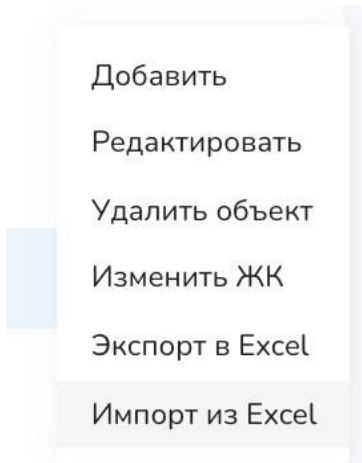 Добавить
Редактировать
Удалить объект
Изменить ЖК
Экспорт в Excel
Импорт из Excel